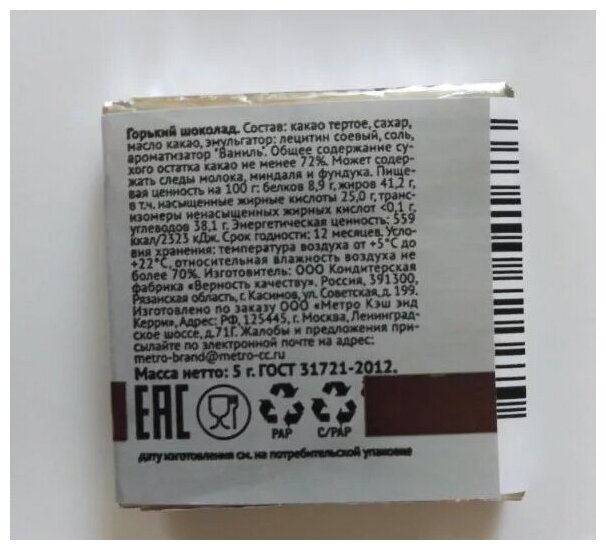 Горький шоколад. Состав: какао тертое, сахар,
масло какао, эмульгатор: лецитин соевый, соль,
ароматизатор "Ваниль". Общее содержание су-
хого остатка какао не менее 72%. Может содер-
жать следы молока, миндаля и фундука. Пище-
вая ценность на 100 г: белков 8,9 г, жиров 41,2 г,
в т.ч. насыщенные жирные кислоты 25,0 г, транс-
изомеры ненасыщенных жирных кислот <0,1 г,
углеводов 38,1 г. Энергетическая ценность: 559
ккал/2323 кДж. Срок годности: 12 месяцев. Усло-
вия хранения: температура воздуха от +5°С до
+22°С, относительная влажность воздуха не
более 70%. Изготовитель: ООО Кондитерская
фабрика «Верность качеству», Россия, 391300,
Рязанская область, г. Касимов, ул. Советская, д. 199.
Изготовлено по заказу ООО «Метро Кэш энд
Керри», Адрес: РФ, 125445, г. Москва, Ленинград-
ское шоссе, д.71Г. Жалобы и предложения при-
сылайте по электронной почте на адрес:
metro-brand@metro-cc.ru
Масса нетто: 5 г. ГОСТ 31721-2012.
ЕАС
PAP C/PAP
дату изготовления см. на потребительской упаковке